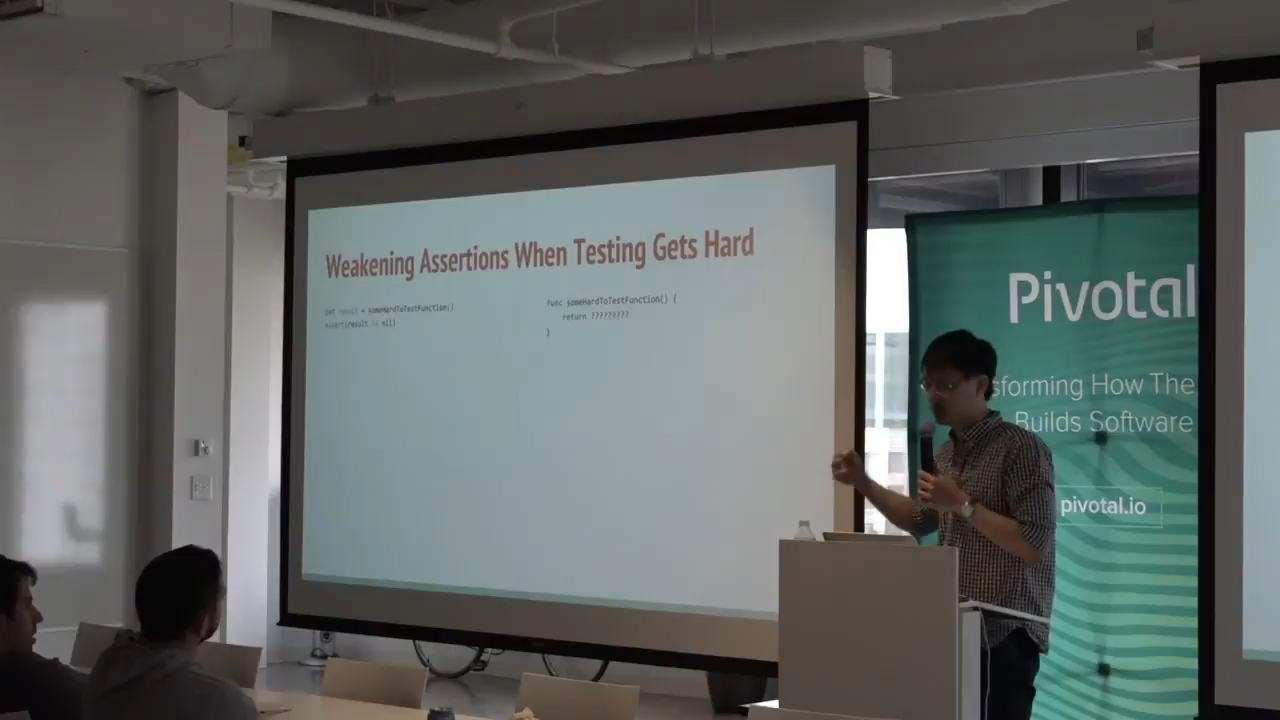 Weakening Assertions When Testing Gets Hard
let result = someHardToTestFunction()
assert(result != nil)
func someHardToTestFunction() {
return ?????????
}
Pivotal
sforming How The
Builds Software
pivotal.io